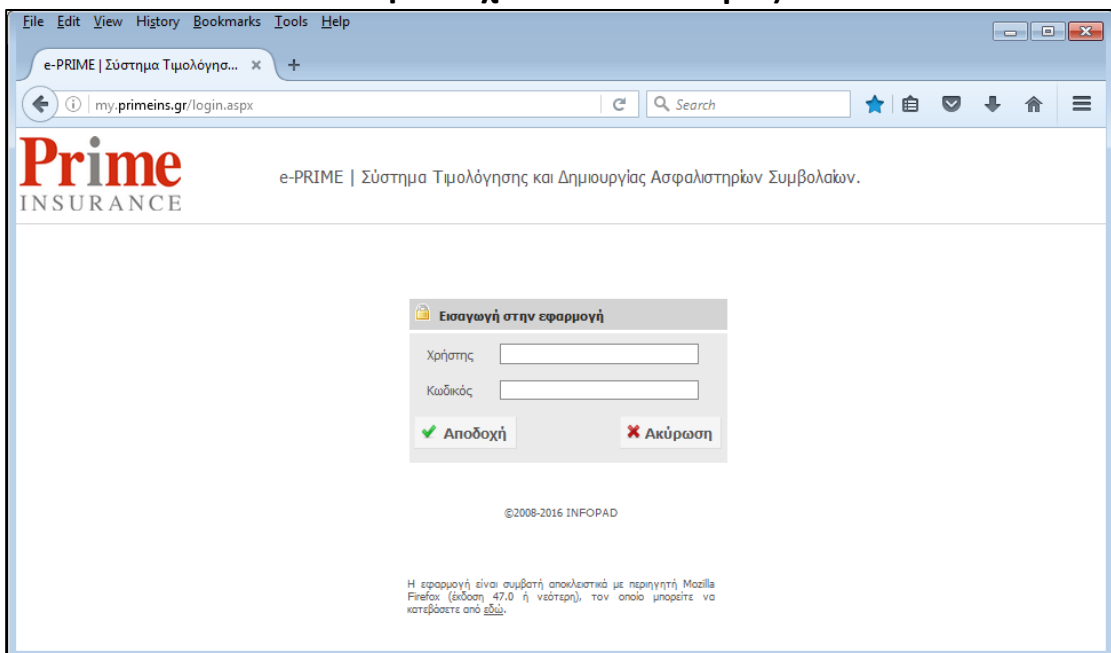 File Edit View History Bookmarks Tools Help
e-PRIME | Σύστημα Τιμολόγησ...
my.primeins.gr/login.aspx
Search
Prime
INSURANCE
e-PRIME | Σύστημα Τιμολόγησης και Δημιουργίας Ασφαλιστηρίων Συμβολαίων.
Εισαγωγή στην εφαρμογή
Χρήστης
Κωδικός
Αποδοχή
Ακύρωση
©2008-2016 INFOPAD
Η εφαρμογή είναι συμβατή αποκλειστικά με περιηγητή Mozilla
Firefox (έκδοση 47.0 ή νεότερη), τον οποίο μπορείτε να
κατεβάσετε από εδώ.